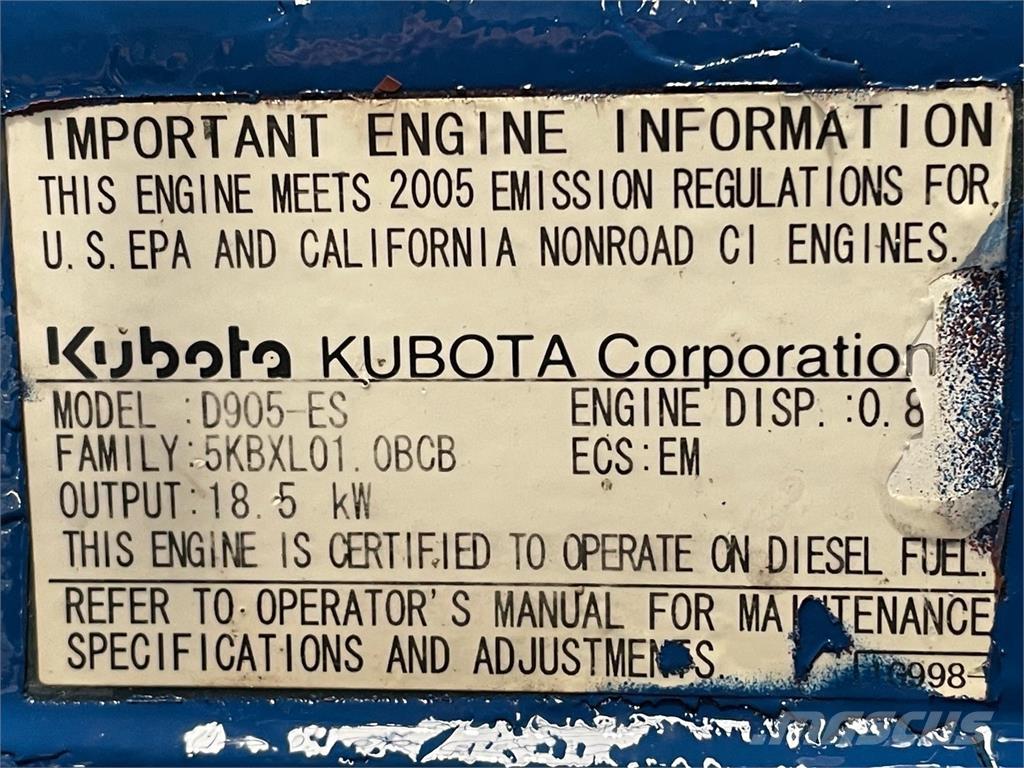 IMPORTANT ENGINE INFORMATION
THIS ENGINE MEETS 2005 EMISSION REGULATIONS FOR
U.S. EPA AND CALIFORNIA NONROAD CI ENGINES.
Kubota KUBOTA Corporation
MODEL :D905-ES ENGINE DISP. :0.8
FAMILY:5KBXL01.0BCB ECS:EM
OUTPUT:18.5 kW
THIS ENGINE IS CERTIFIED TO OPERATE ON DIESEL FUEL.
REFER TO OPERATOR'S MANUAL FOR
SPECIFICATIONS AND
MASCUS